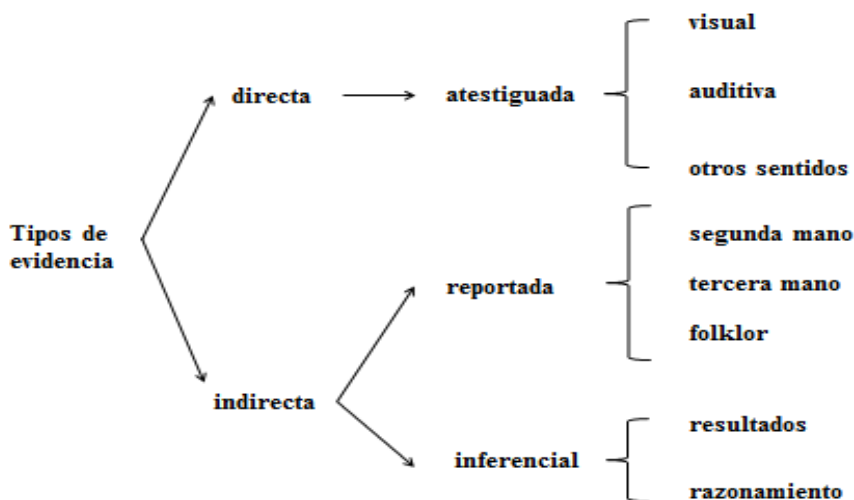 visual
directa
atestiguada
auditiva
otros sentidos
Tipos de
evidencia
segunda mano
reportada
tercera mano
folklor
indirecta
resultados
inferencial
razonamiento